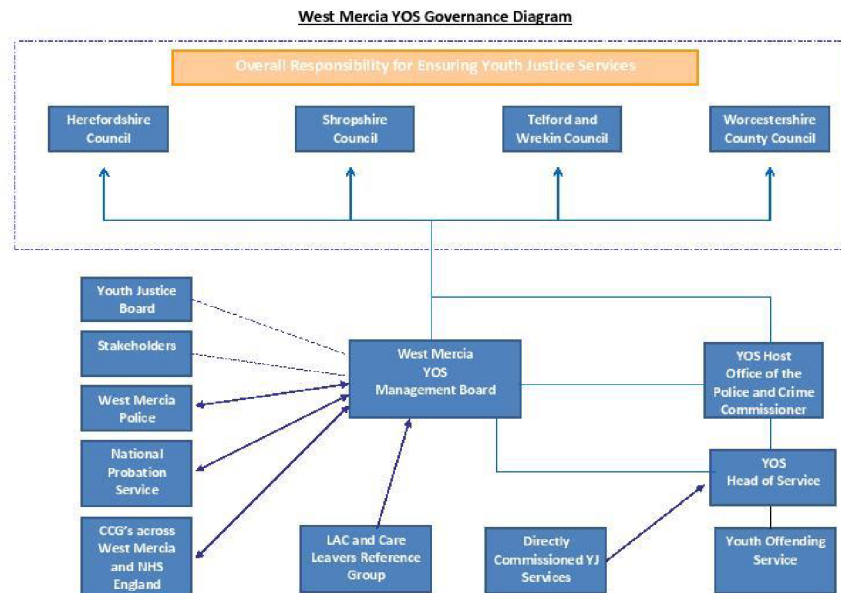 West Mercia YOS Governance Diagram
Overall Responsibility for Ensuring Youth Justice Services
Herefordshire
Council
Shropshire
Council
Telford and
Wrekin Council
Worcestershire
County Council
Youth Justice
Board
Stakeholders
West Mercia
Police
National
Probation
Service
CCG's across
West Mercia
and NHS
England
West Mercia
YOS
Management Board
YOS Host
Office of the
Police and Crime
Commissioner
YOS
Head of Service
LAC and Care
Leavers Reference
Group
Directly
Commissioned YJ
Services
Youth Offending
Service